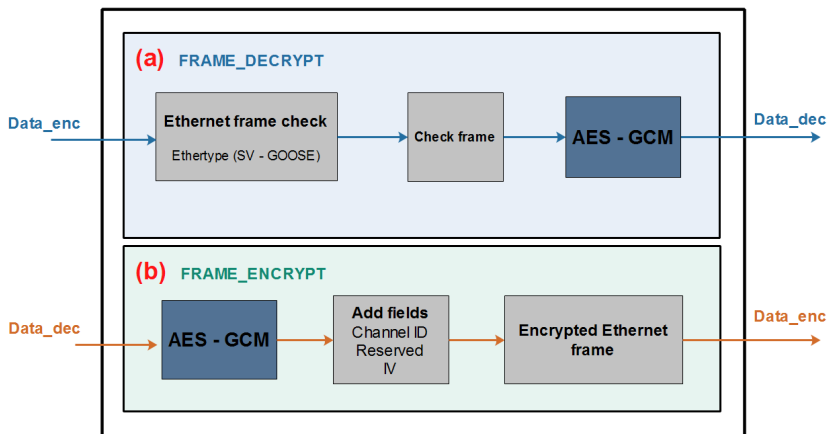 (a) FRAME_DECRYPT
Data_enc
Ethernet frame check
Ethertype (SV - GOOSE)
Check frame
AES - GCM
Data_dec
(b) FRAME_ENCRYPT
Data_dec
AES - GCM
Add fields
Channel ID
Reserved
IV
Encrypted Ethernet
frame
Data_enc